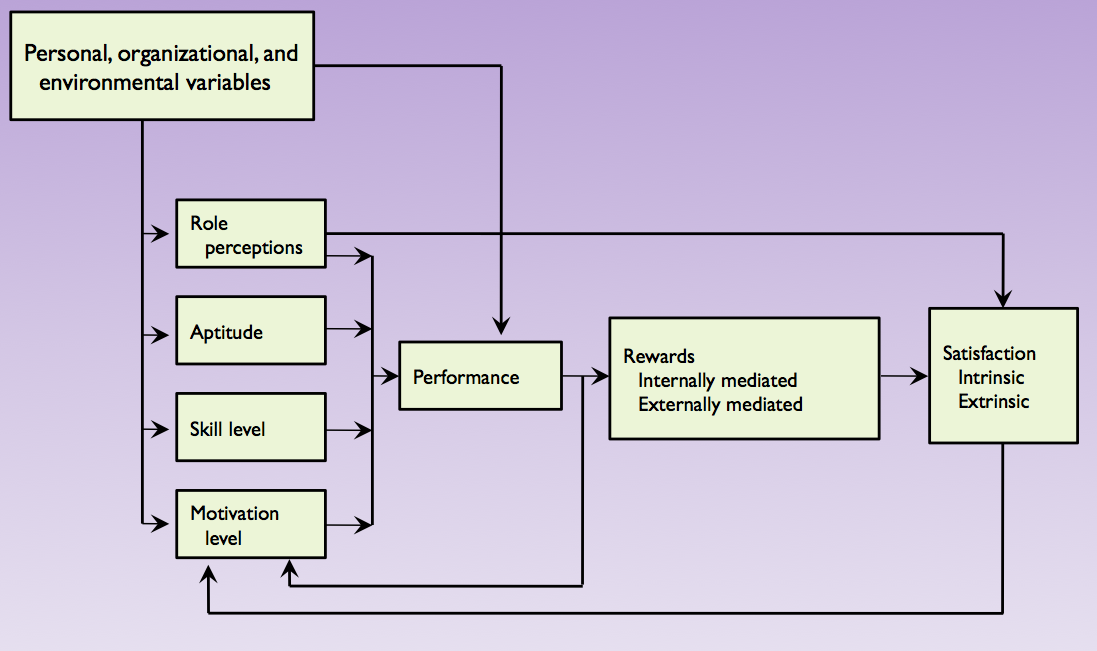 Personal, organizational, and
environmental variables
Role
perceptions
Aptitude
Skill level
Motivation
level
Performance
Rewards
Internally mediated
Externally mediated
Satisfaction
Intrinsic
Extrinsic